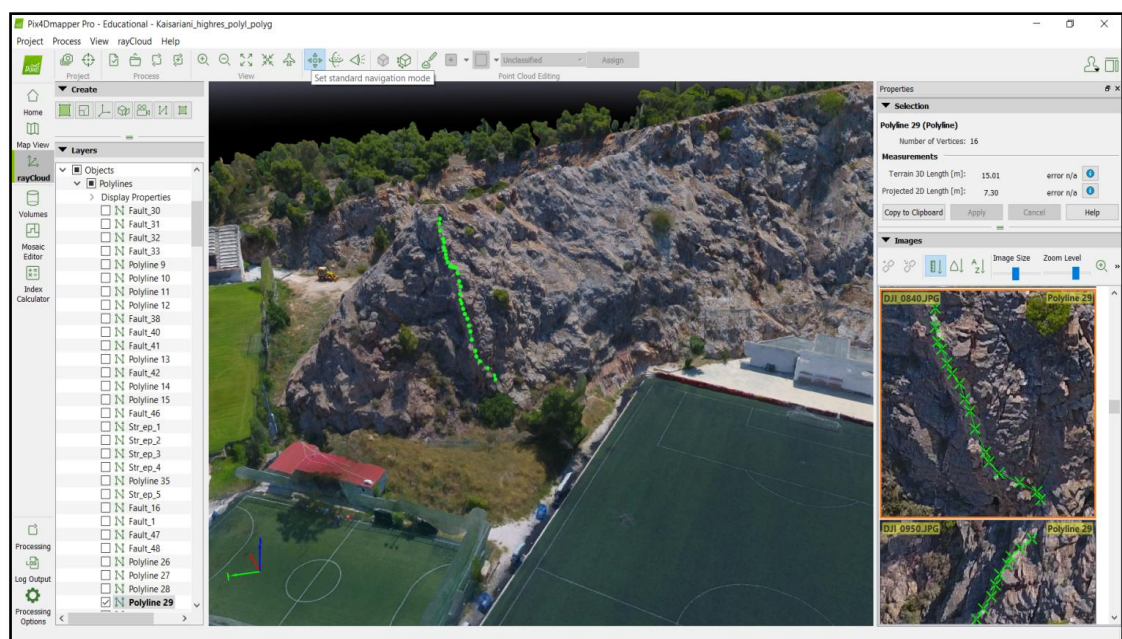 Pix4Dmapper Pro - Educational - Kaisariani_highres_polyl_polyg
Project Process View rayCloud Help
Project
Process
View
Point Cloud Editing
Unclassified
Assign
Set standard navigation mode
Home
Map View
rayCloud
Volumes
Mosaic
Editor
Index
Calculator
Processing
Log Output
Processing
Options
Create
Layers
Objects
Polylines
Display Properties
Fault_30
Fault_31
Fault_32
Fault_33
Polyline 9
Polyline 10
Polyline 11
Polyline 12
Fault_38
Fault_40
Fault_41
Polyline 13
Fault_42
Polyline 14
Polyline 15
Fault_46
Str_ep_1
Str_ep_2
Str_ep_3
Str_ep_4
Polyline 35
Str_ep_5
Fault_16
Fault_1
Fault_47
Fault_48
Polyline 26
Polyline 27
Polyline 28
Polyline 29
Properties
Selection
Polyline 29 (Polyline)
Number of Vertices: 16
Measurements
Terrain 3D Length [m]: 15.01 error n/a
Projected 2D Length [m]: 7.30 error n/a
Copy to Clipboard Apply Cancel Help
Images
Image Size Zoom Level
DJI_0840.JPG Polyline 29
DJI_0950.JPG Polyline 29